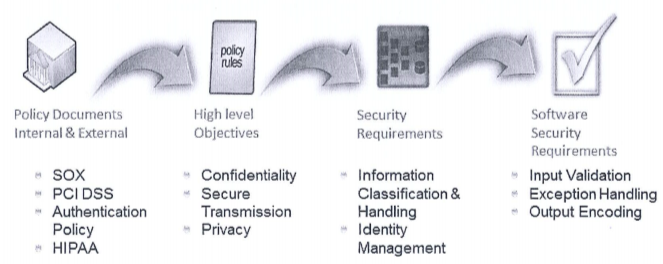 policy
rules
Policy Documents
Internal & External
High level
Objectives
Security
Requirements
Software
Security
Requirements
SOX
PCI DSS
Authentication
Policy
HIPAA
Confidentiality
Secure
Transmission
Privacy
Information
Classification &
Handling
Identity
Management
Input Validation
Exception Handling
Output Encoding